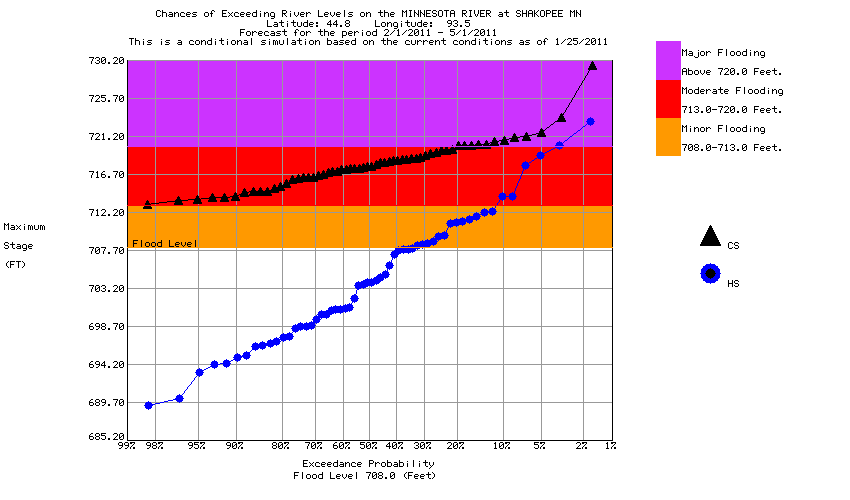 Chances of Exceeding River Levels on the MINNESOTA RIVER at SHAKOPEE MN
Latitude: 44.8 Longitude: 93.5
Forecast for the period 2/1/2011 - 5/1/2011
This is a conditional simulation based on the current conditions as of 1/25/2011
730.20
725.70
721.20
716.70
712.20
707.70
703.20
698.70
694.20
689.70
685.20
Maximum
Stage
(FT)
Flood Level
99% 98% 95% 90% 80% 70% 60% 50% 40% 30% 20% 10% 5% 2% 1%
Exceedance Probability
Flood Level 708.0 (Feet)
Major Flooding
Above 720.0 Feet.
Moderate Flooding
713.0-720.0 Feet.
Minor Flooding
708.0-713.0 Feet.
CS
HS